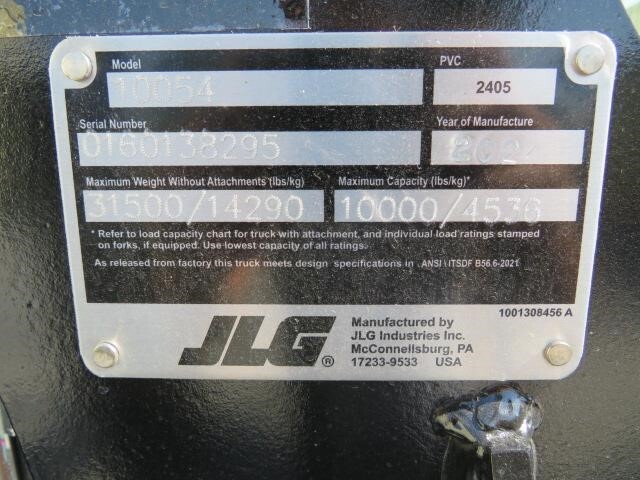 Model PVC
10054 2405
Serial Number Year of Manufacture
0160138295 2024
Maximum Weight Without Attachments (lbs/kg) Maximum Capacity (lbs/kg)*
31500/14290 10000/4536
* Refer to load capacity chart for truck with attachment, and individual load ratings stamped
on forks, if equipped. Use lowest capacity of all ratings.
As released from factory this truck meets design specifications in ANSI \ ITSDF B56.6-2021
1001308456 A
JLG ®
Manufactured by
JLG Industries Inc.
McConnellsburg, PA
17233-9533 USA